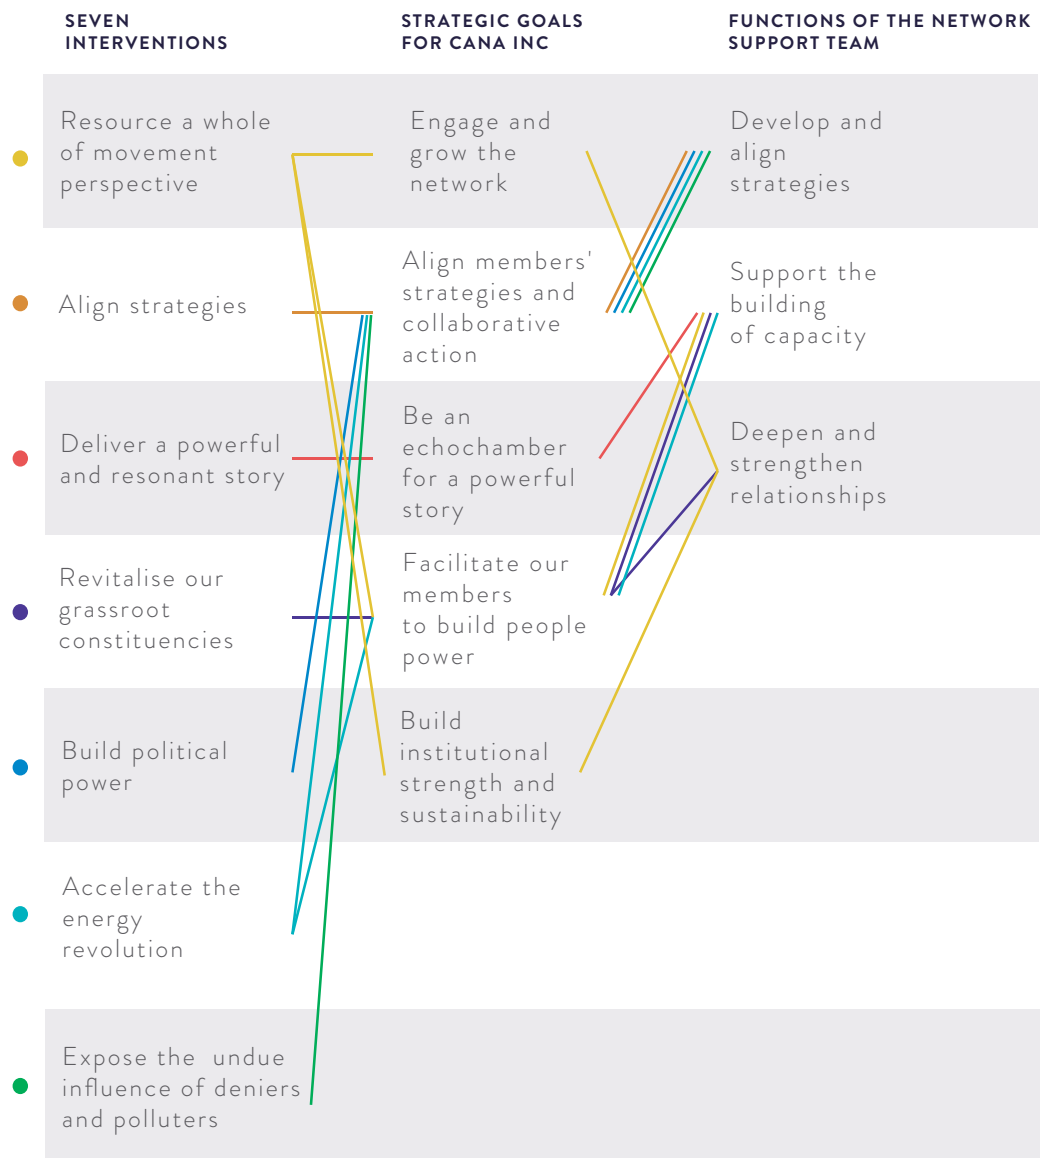 SEVEN
INTERVENTIONS
STRATEGIC GOALS
FOR CANA INC
FUNCTIONS OF THE NETWORK
SUPPORT TEAM
Resource a whole
of movement
perspective
Engage and
grow the
network
Develop and
align
strategies
Align strategies
Align members'
strategies and
collaborative
action
Support the
building
of capacity
Deliver a powerful
and resonant story
Be an
echochamber
for a powerful
story
Deepen and
strengthen
relationships
Revitalise our
grassroot
constituencies
Facilitate our
members
to build people
power
Build political
power
Build
institutional
strength and
sustainability
Accelerate the
energy
revolution
Expose the undue
influence of deniers
and polluters